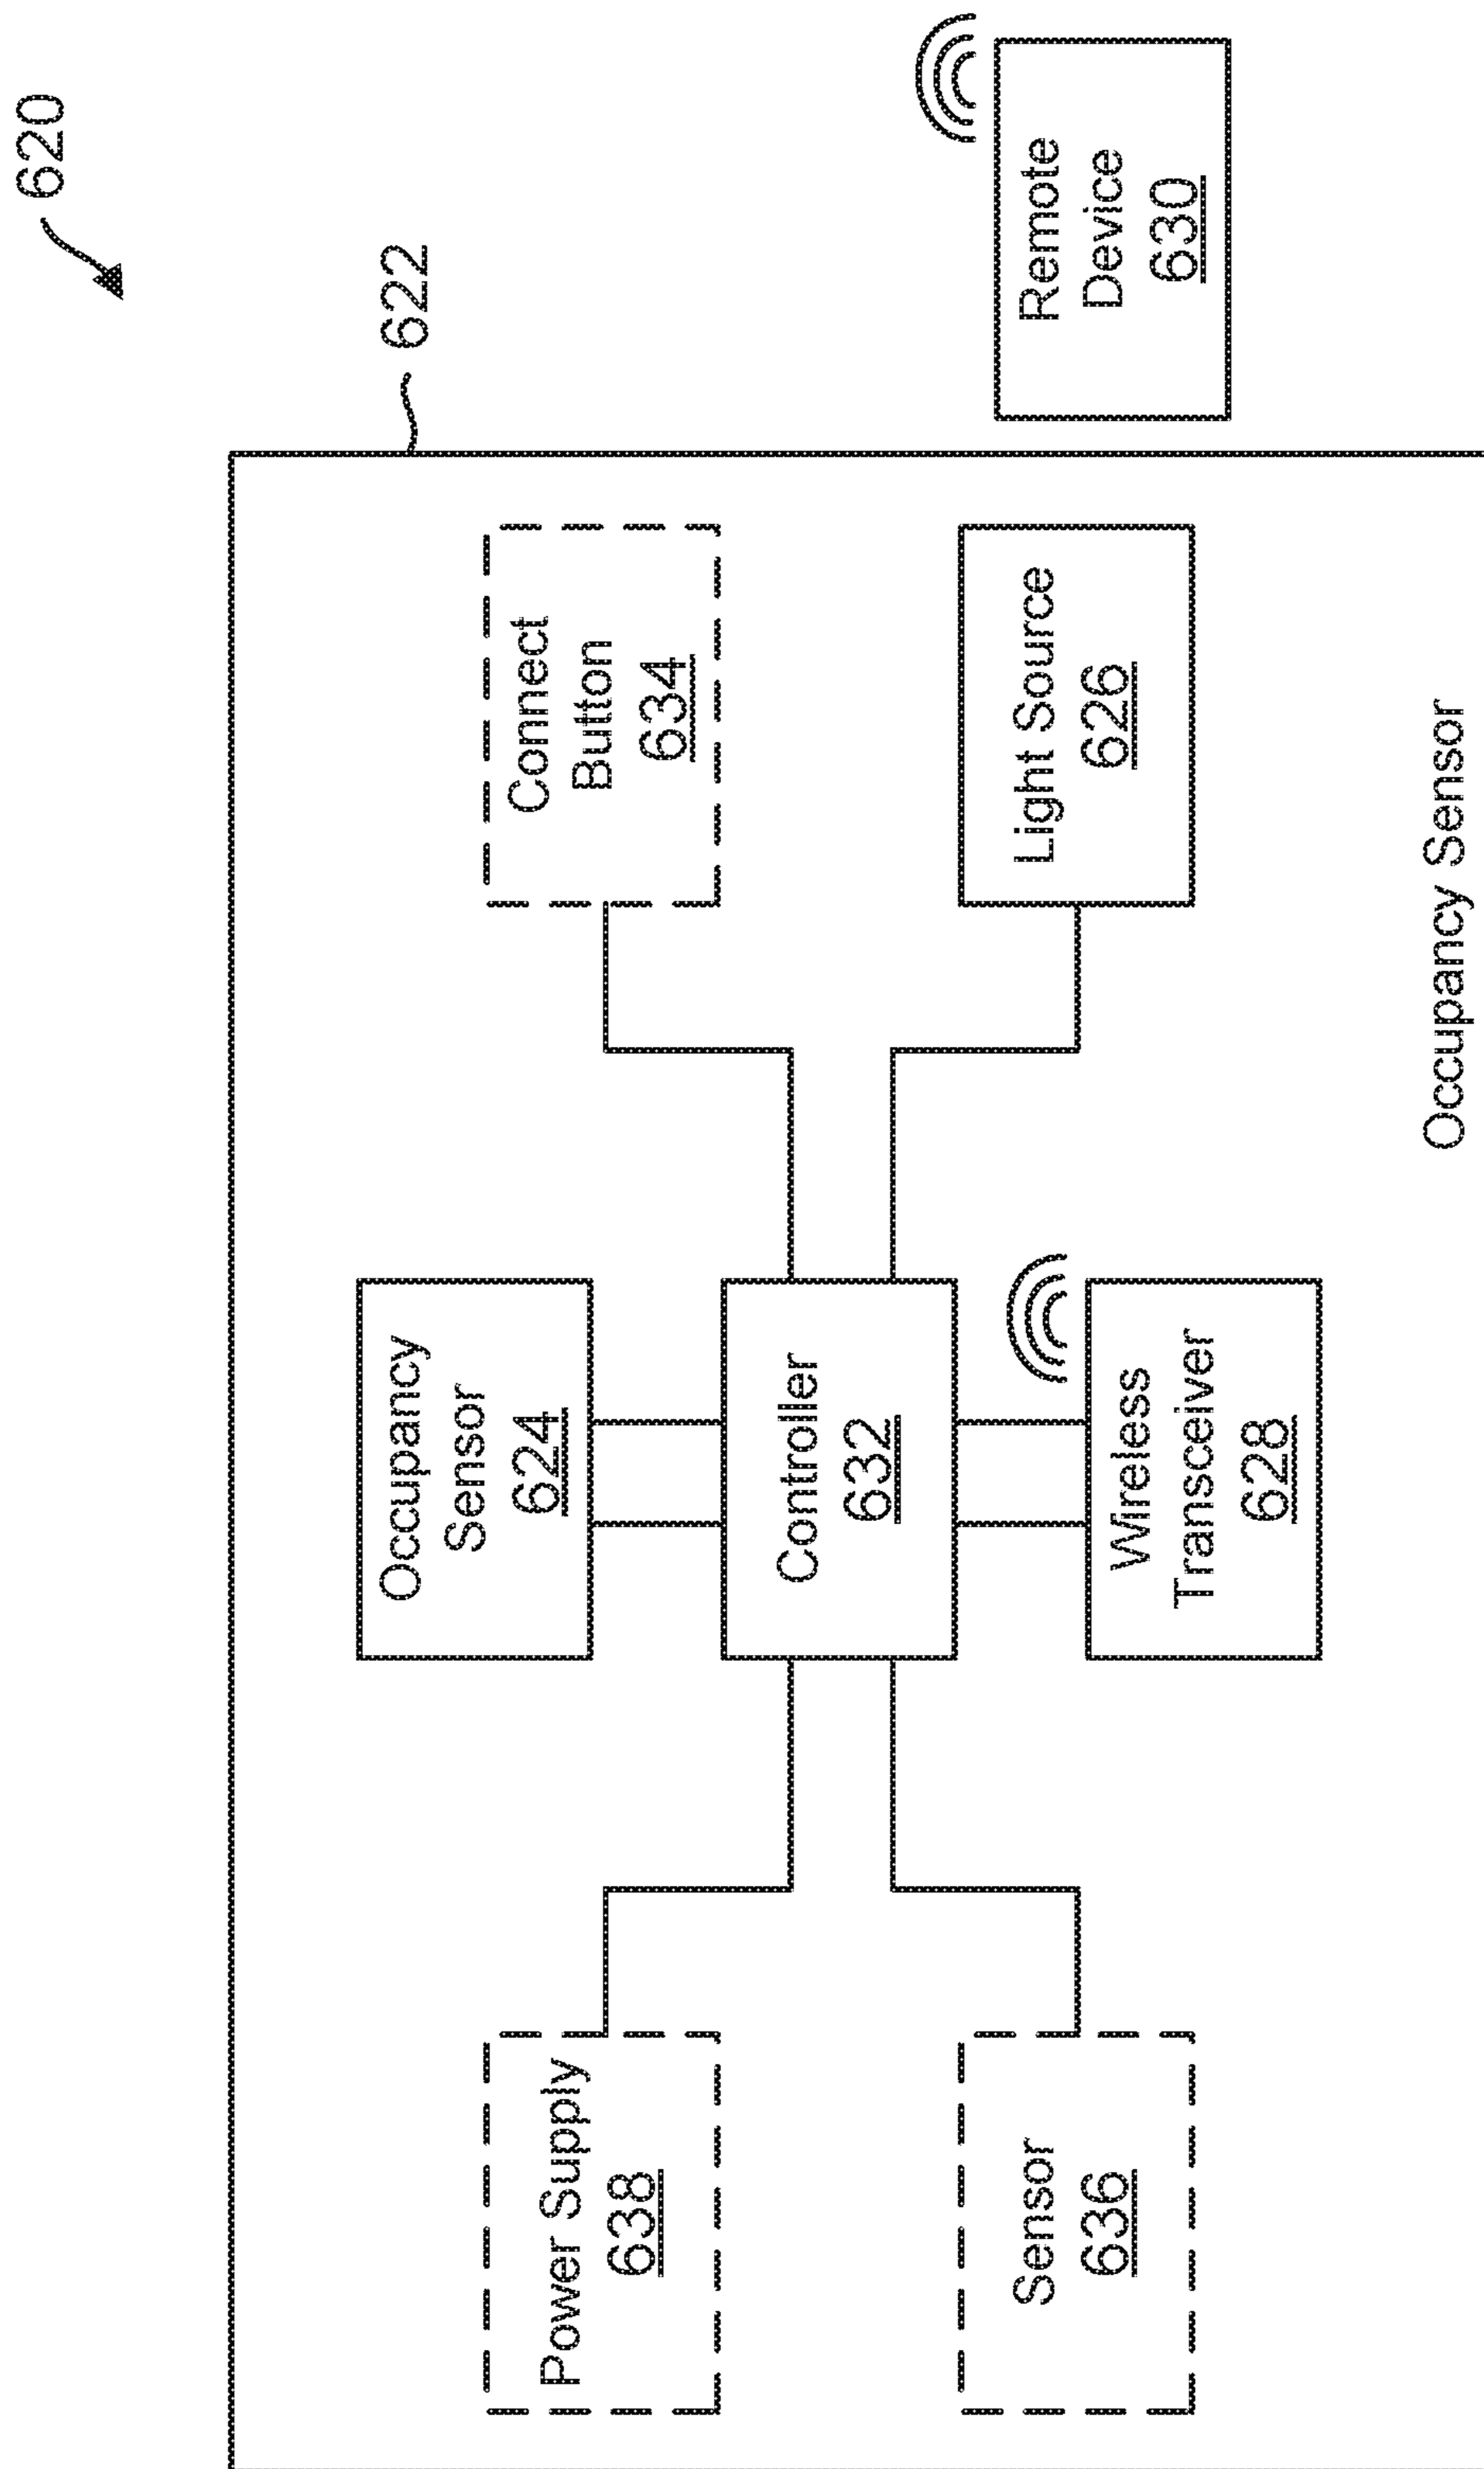 620
622
Occupancy
Sensor
624
Power Supply
638
Connect
Button
634
Controller
632
Sensor
636
Wireless
Transceiver
628
Light Source
626
Remote
Device
630
Occupancy Sensor